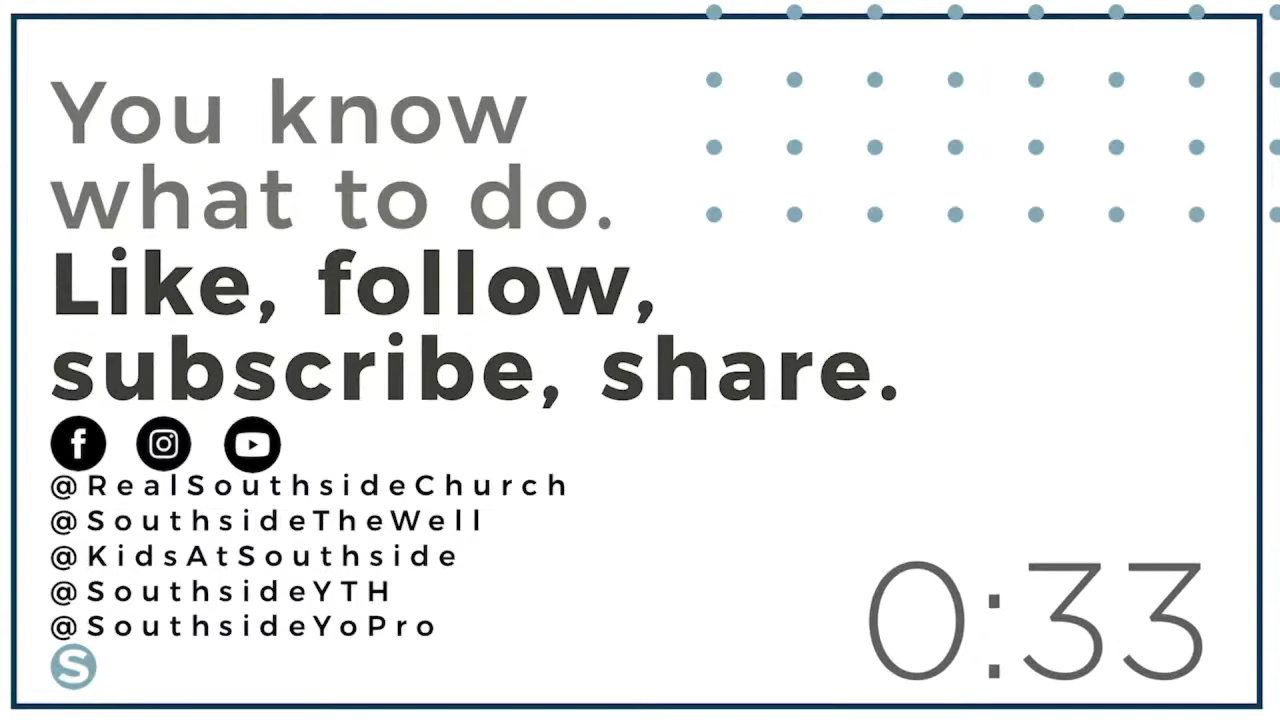 You know
what to do.
Like, follow,
subscribe, share.
@RealSouthsideChurch
@SouthsideTheWell
@KidsAtSouthside
@SouthsideYTH
@SouthsideYoPro
S
0:33